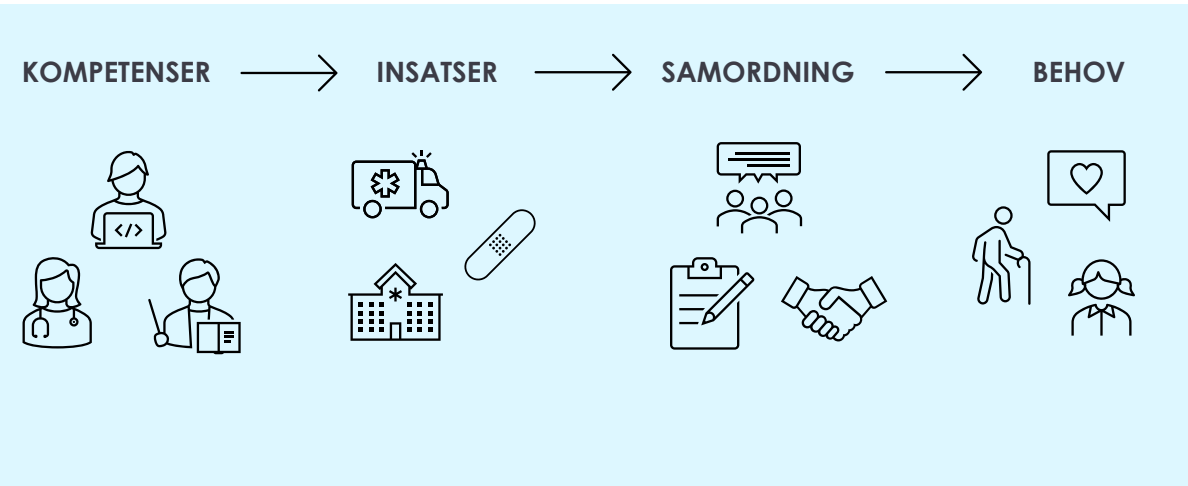 KOMPETENSER
INSATSER
SAMORDNING
BEHOV
</>